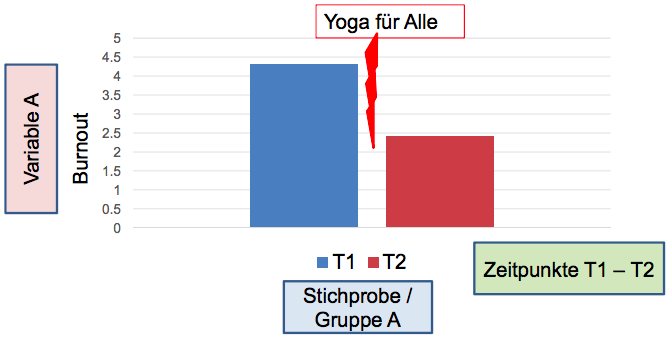 Yoga für Alle
5
4.5
4
3.5
3
2.5
2
1.5
1
0.5
0
Variable A
Burnout
T1 T2
Zeitpunkte T1 – T2
Stichprobe /
Gruppe A